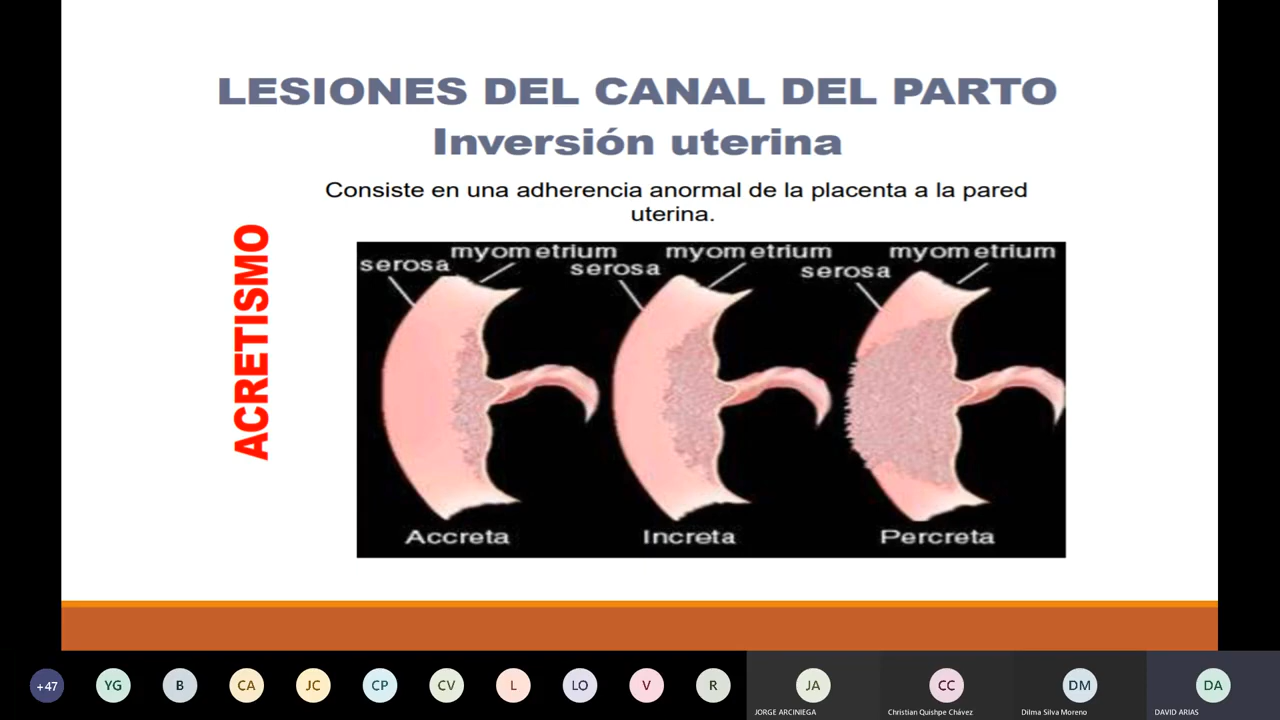 LESIONES DEL CANAL DEL PARTO
Inversión uterina
Consiste en una adherencia anormal de la placenta a la pared
uterina.
ACRETISMO
serosa
myometrium
serosa
myometrium
serosa
myometrium
Accreta
Increta
Percreta
+47
YG
B
CA
JC
CP
CV
L
LO
V
R
JA
JORGE ARCINIEGA
CC
Christian Quishpe Chávez
DM
Dilma Silva Moreno
DA
DAVID ARIAS